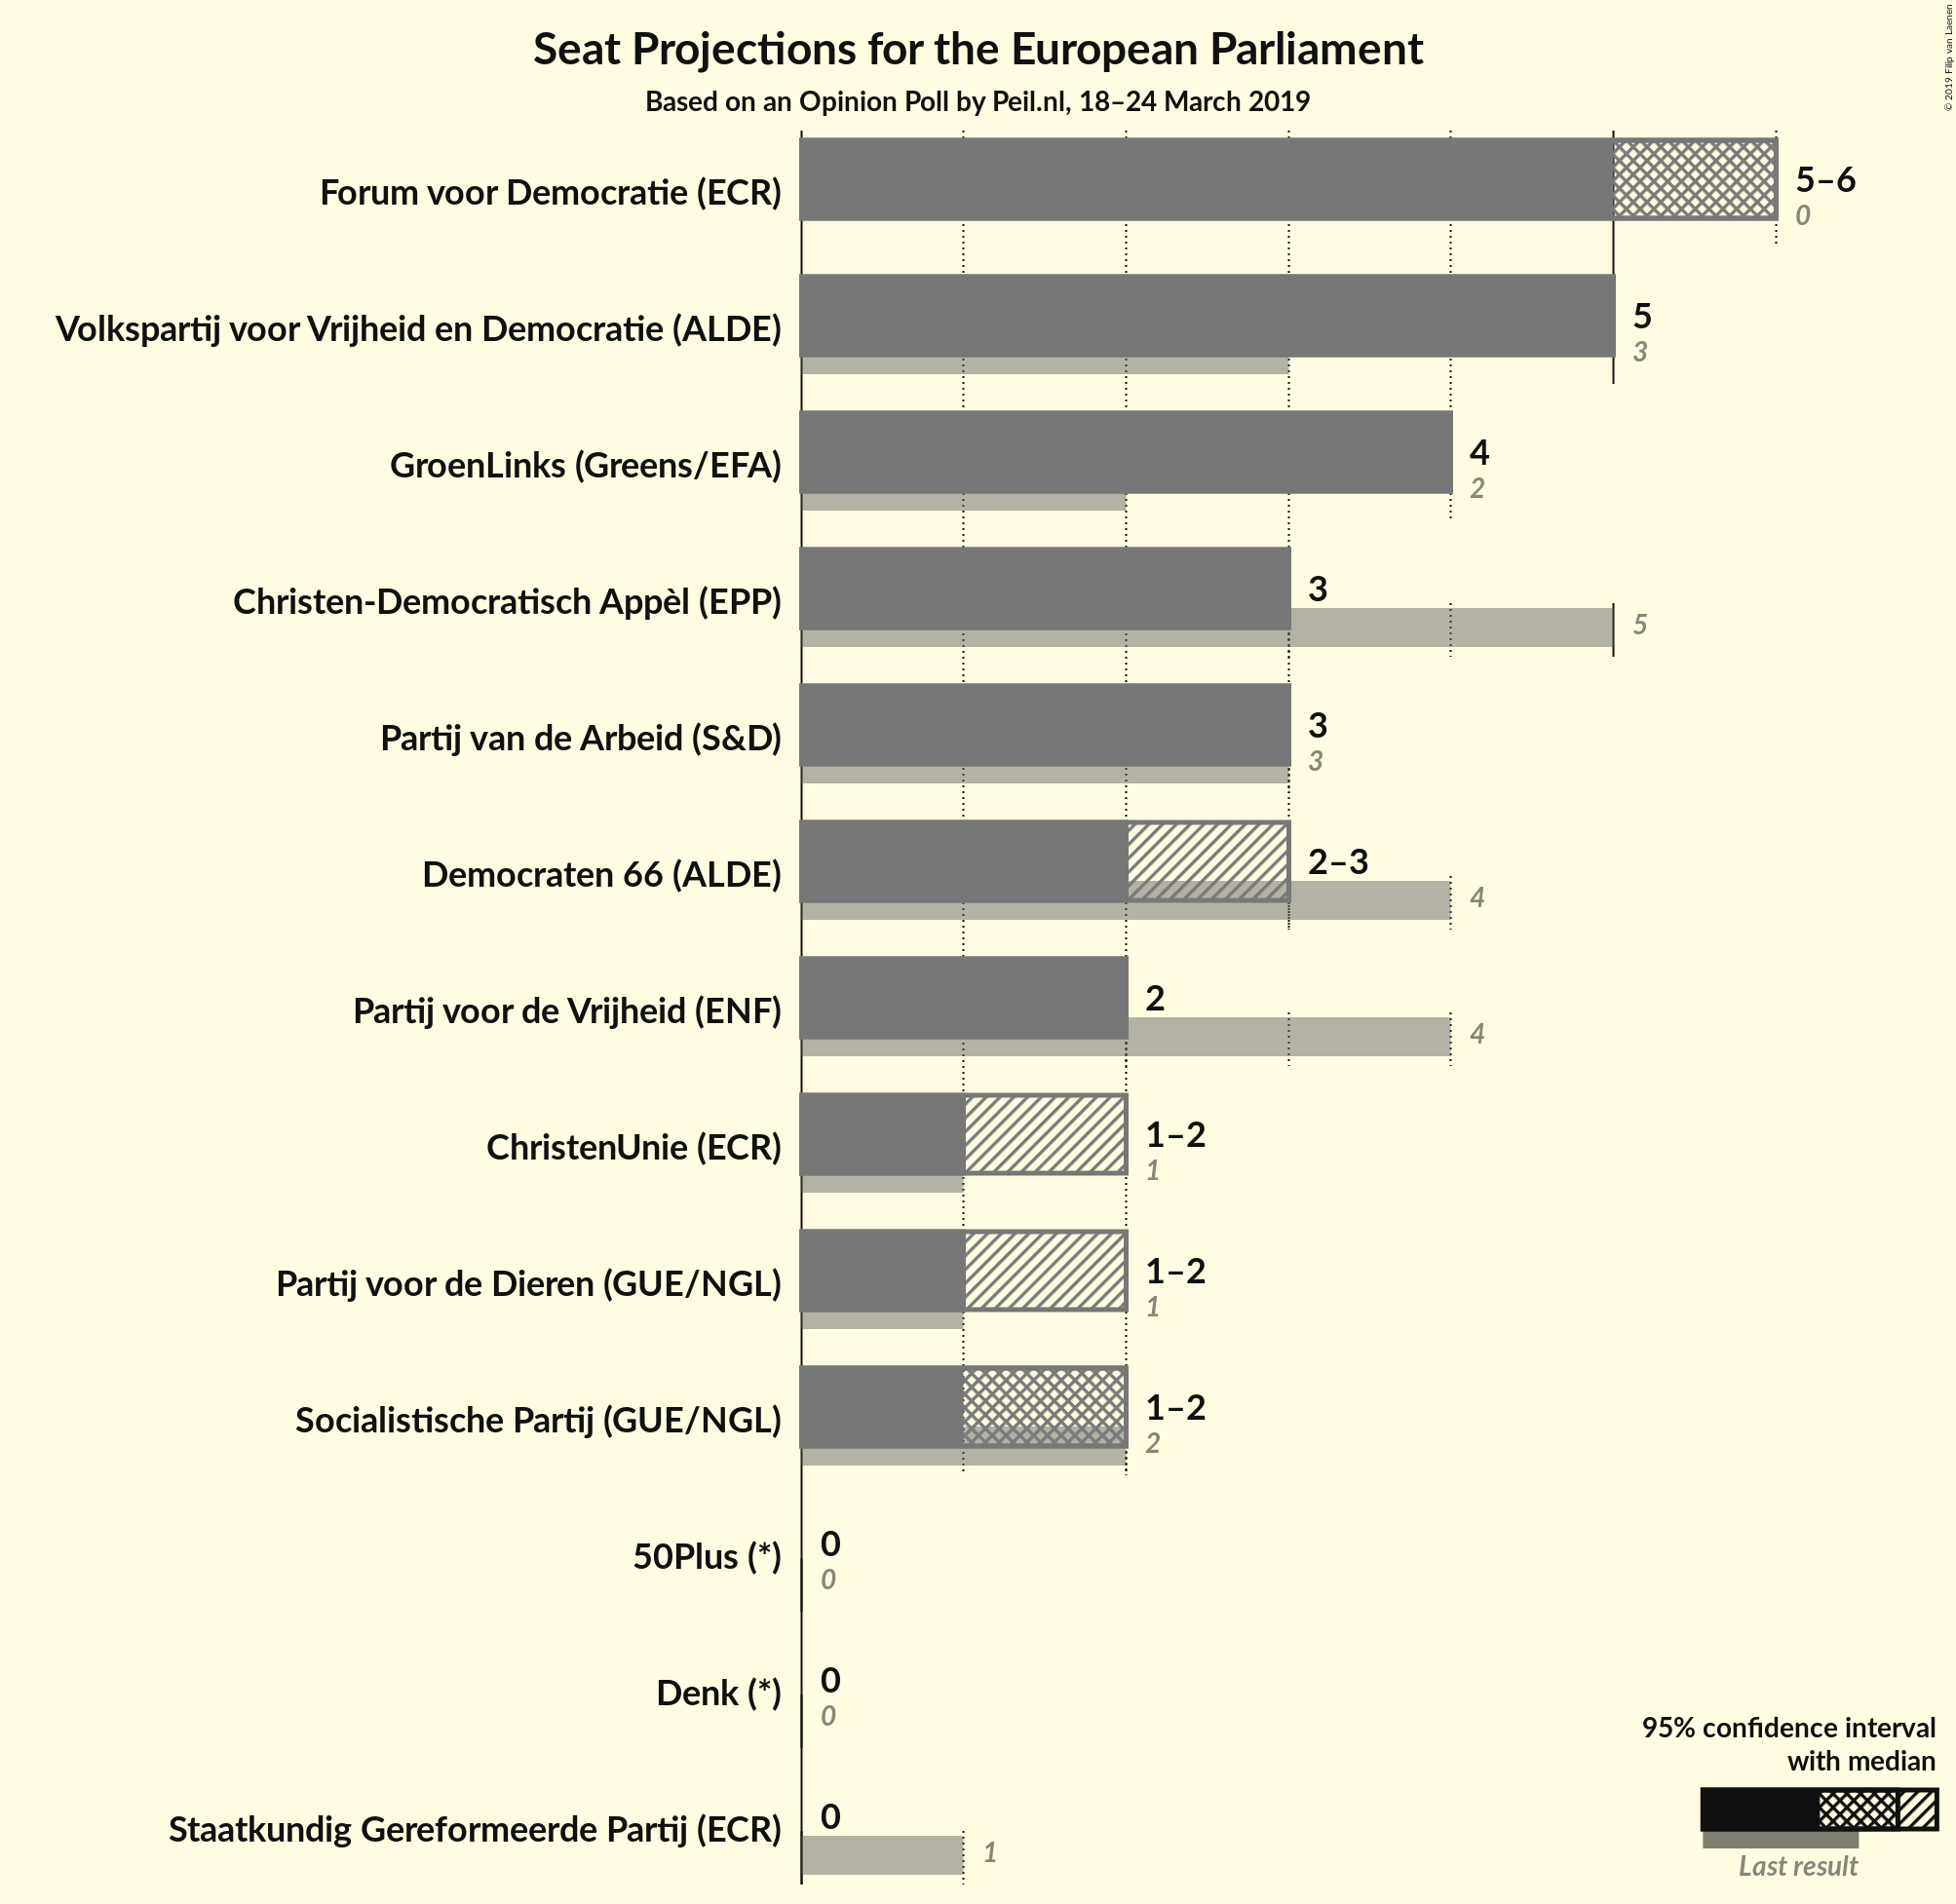 Seat Projections for the European Parliament
Based on an Opinion Poll by Peil.nl, 18–24 March 2019
© 2019 Filip van Laenen
Forum voor Democratie (ECR)
5–6
0
Volkspartij voor Vrijheid en Democratie (ALDE)
5
3
GroenLinks (Greens/EFA)
4
2
Christen-Democratisch Appèl (EPP)
3
5
Partij van de Arbeid (S&D)
3
3
Democraten 66 (ALDE)
2–3
4
Partij voor de Vrijheid (ENF)
2
4
ChristenUnie (ECR)
1–2
1
Partij voor de Dieren (GUE/NGL)
1–2
1
Socialistische Partij (GUE/NGL)
1–2
2
50Plus (*)
0
0
Denk (*)
0
0
Staatkundig Gereformeerde Partij (ECR)
0
1
95% confidence interval
with median
Last result